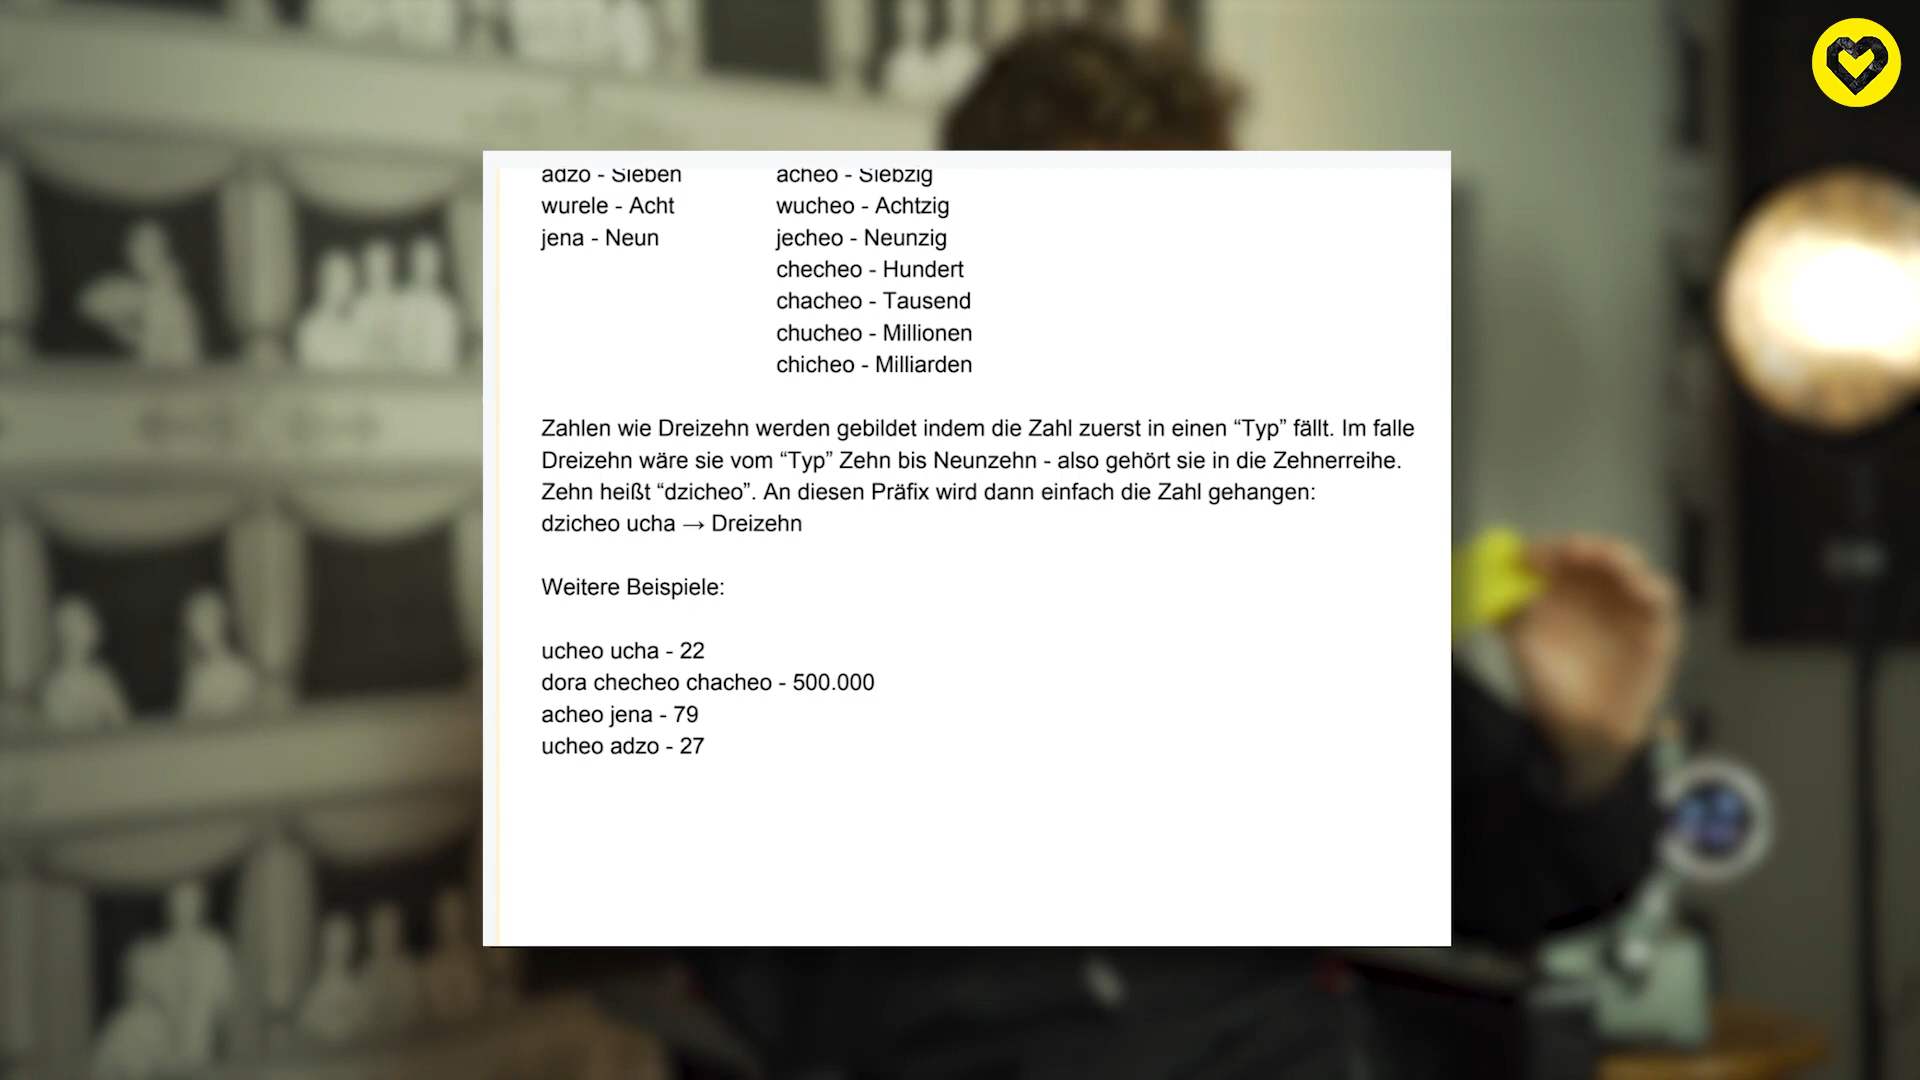 adzo - Sieben
wurele - Acht
jena - Neun
acheo - Siebzig
wucheo - Achtzig
jecheo - Neunzig
checheo - Hundert
chacheo - Tausend
chucheo - Millionen
chicheo - Milliarden
Zahlen wie Dreizehn werden gebildet indem die Zahl zuerst in einen “Typ” fällt. Im falle
Dreizehn wäre sie vom “Typ” Zehn bis Neunzehn - also gehört sie in die Zehnerreihe.
Zehn heißt “dzicheo”. An diesen Präfix wird dann einfach die Zahl gehangen:
dzicheo ucha → Dreizehn
Weitere Beispiele:
ucheo ucha - 22
dora checheo chacheo - 500.000
acheo jena - 79
ucheo adzo - 27